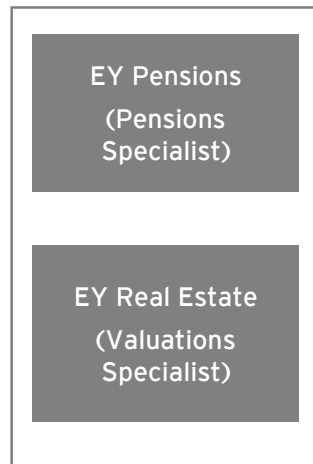 EY Pensions
(Pensions
Specialist)
EY Real Estate
(Valuations
Specialist)